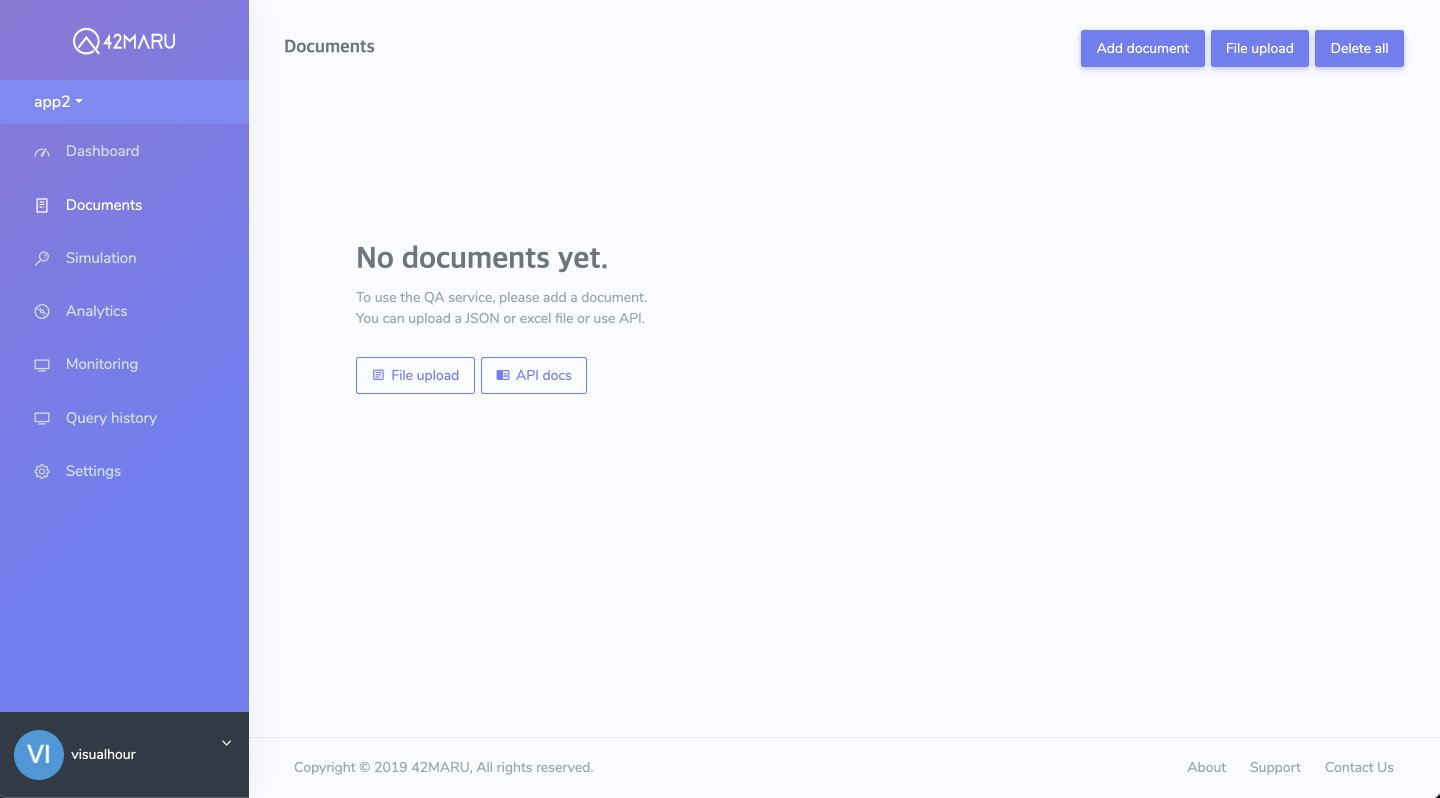 42MARU
app2
Dashboard
Documents
Simulation
Analytics
Monitoring
Query history
Settings
VI
visualhour
Documents
Add document
File upload
Delete all
No documents yet.
To use the QA service, please add a document.
You can upload a JSON or excel file or use API.
File upload
API docs
Copyright © 2019 42MARU, All rights reserved.
About
Support
Contact Us